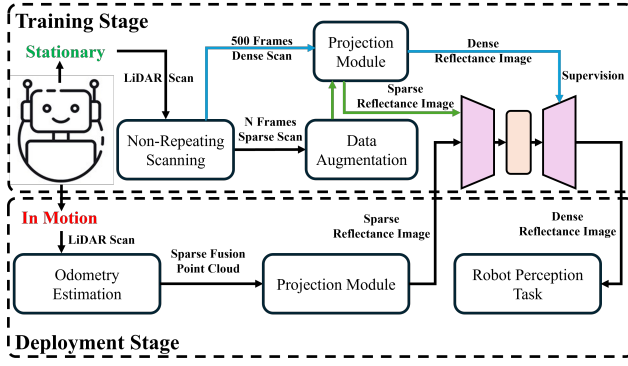 Training Stage
Stationary
LiDAR Scan
500 Frames
Dense Scan
Projection
Module
Dense
Reflectance Image
Supervision
Sparse
Reflectance Image
Non-Repeating
Scanning
N Frames
Sparse Scan
Data
Augmentation
In Motion
LiDAR Scan
Sparse
Reflectance Image
Dense
Reflectance Image
Odometry
Estimation
Sparse Fusion
Point Cloud
Projection Module
Robot Perception
Task
Deployment Stage